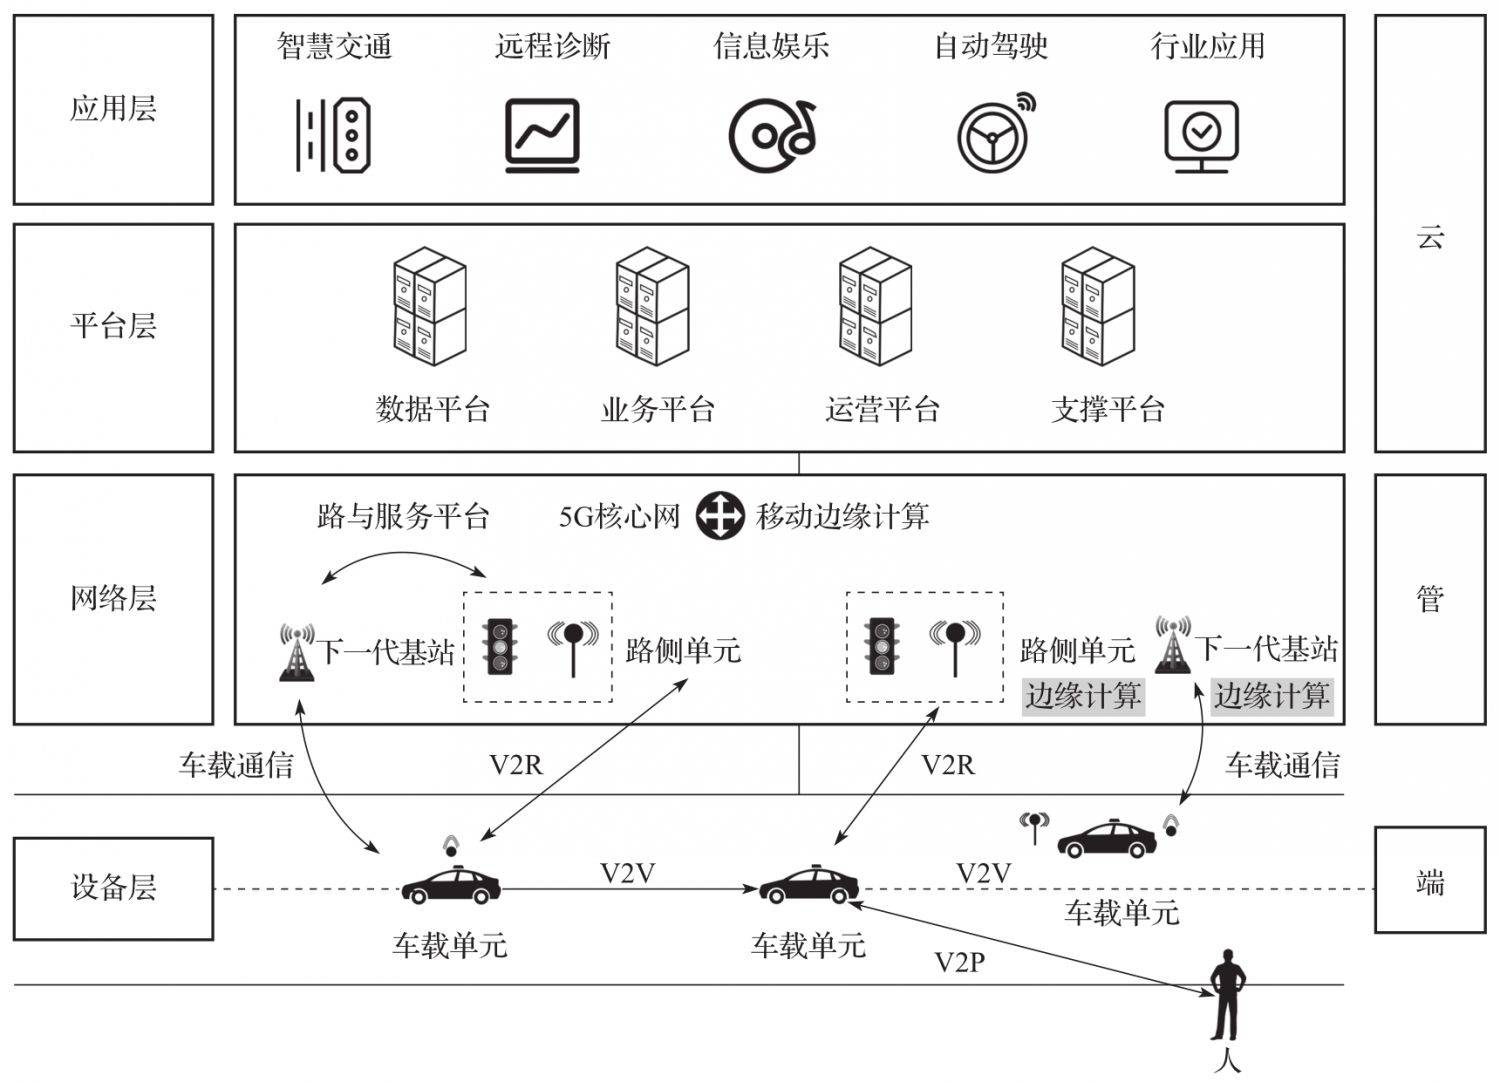 智慧交通
远程诊断
信息娱乐
自动驾驶
行业应用
应用层
云
平台层
数据平台
业务平台
运营平台
支撑平台
路与服务平台
5G核心网
移动边缘计算
网络层
管
下一代基站
路侧单元
路侧单元
下一代基站
边缘计算
边缘计算
车载通信
V2R
V2R
车载通信
设备层
V2V
V2V
端
车载单元
车载单元
车载单元
V2P
人